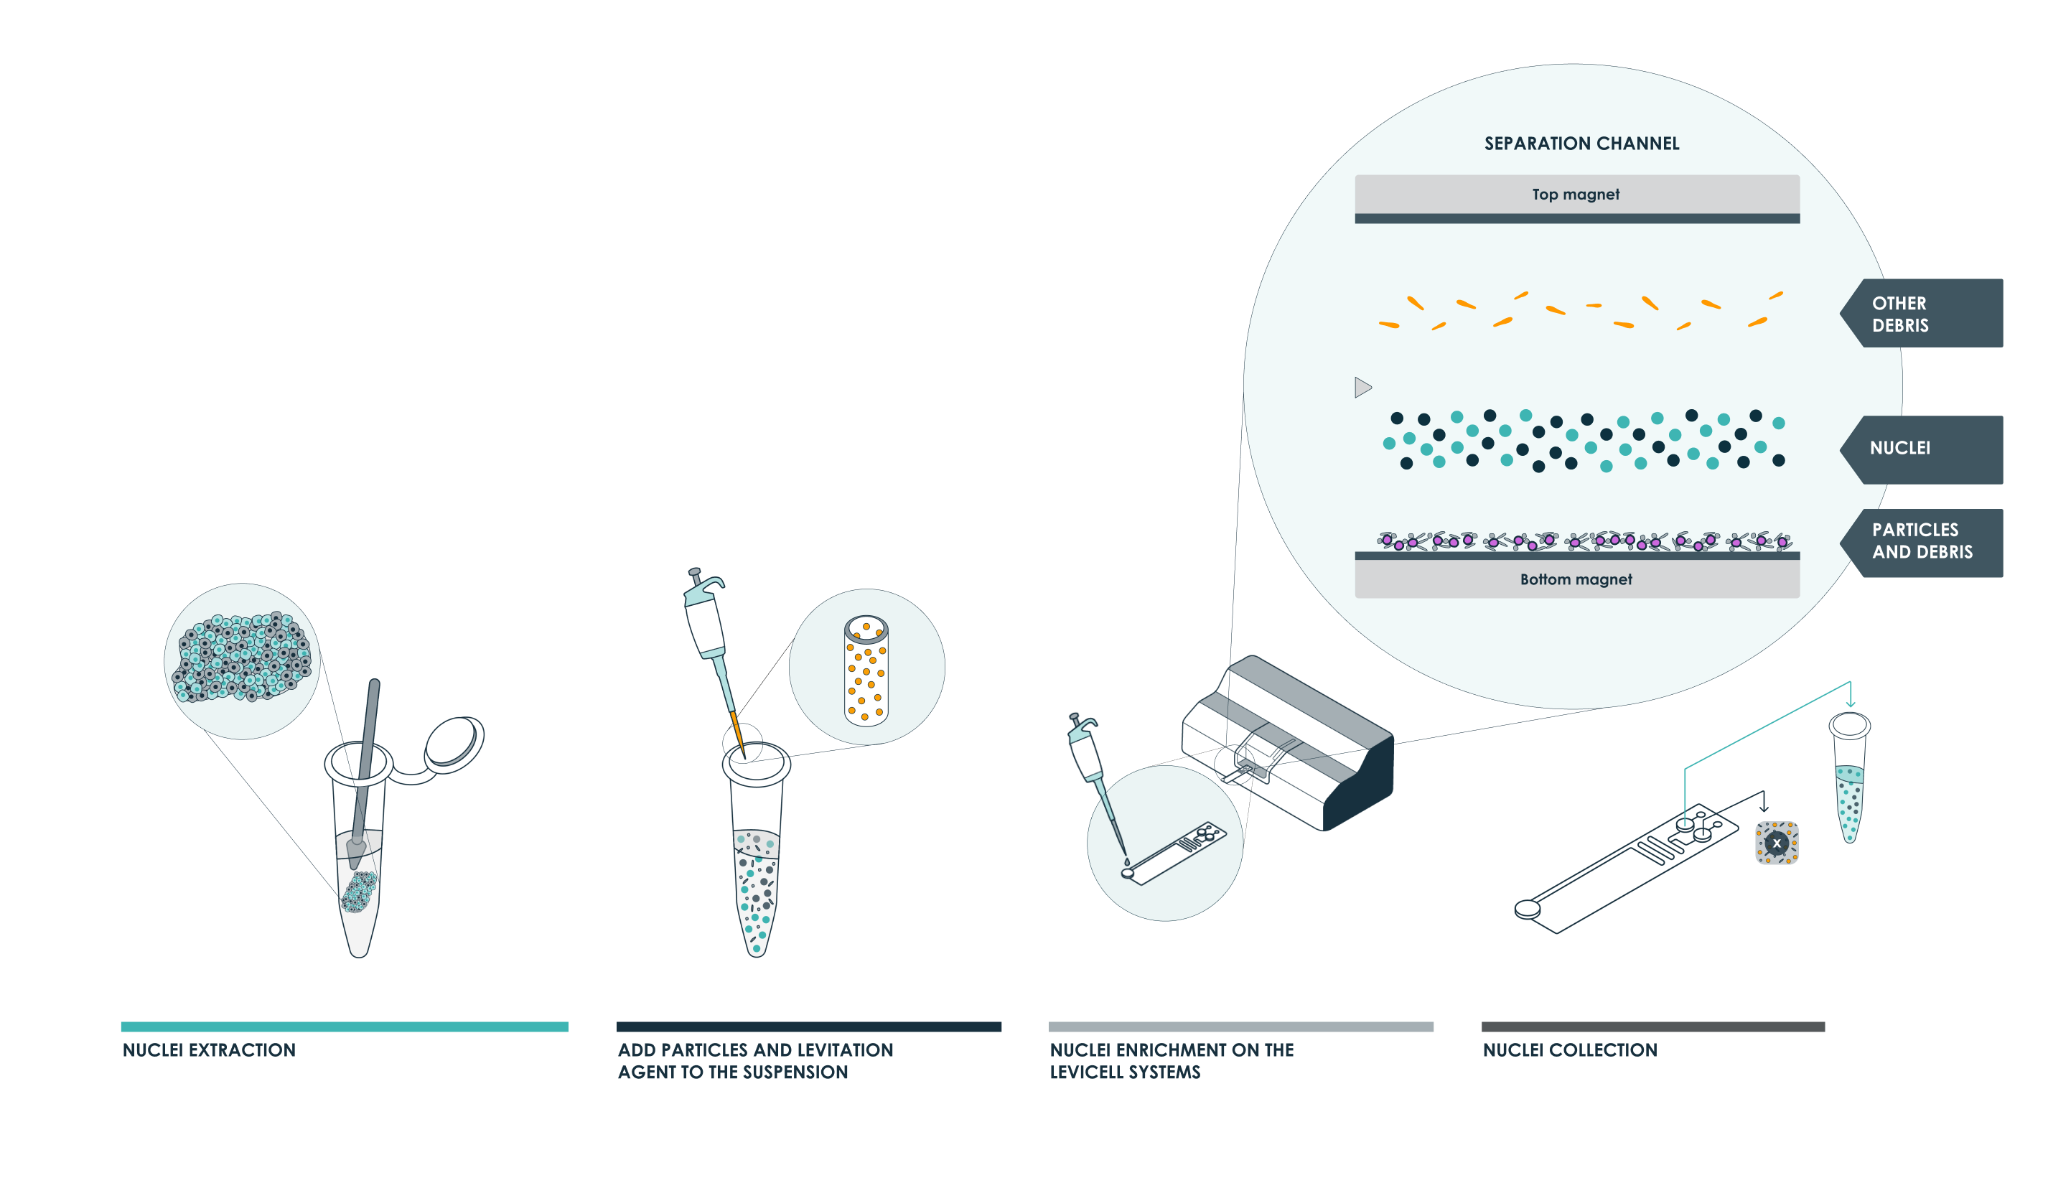 SEPARATION CHANNEL
Top magnet
OTHER
DEBRIS
NUCLEI
PARTICLES
AND DEBRIS
Bottom magnet
X
NUCLEI EXTRACTION
ADD PARTICLES AND LEVITATION
AGENT TO THE SUSPENSION
NUCLEI ENRICHMENT ON THE
LEVICELL SYSTEMS
NUCLEI COLLECTION